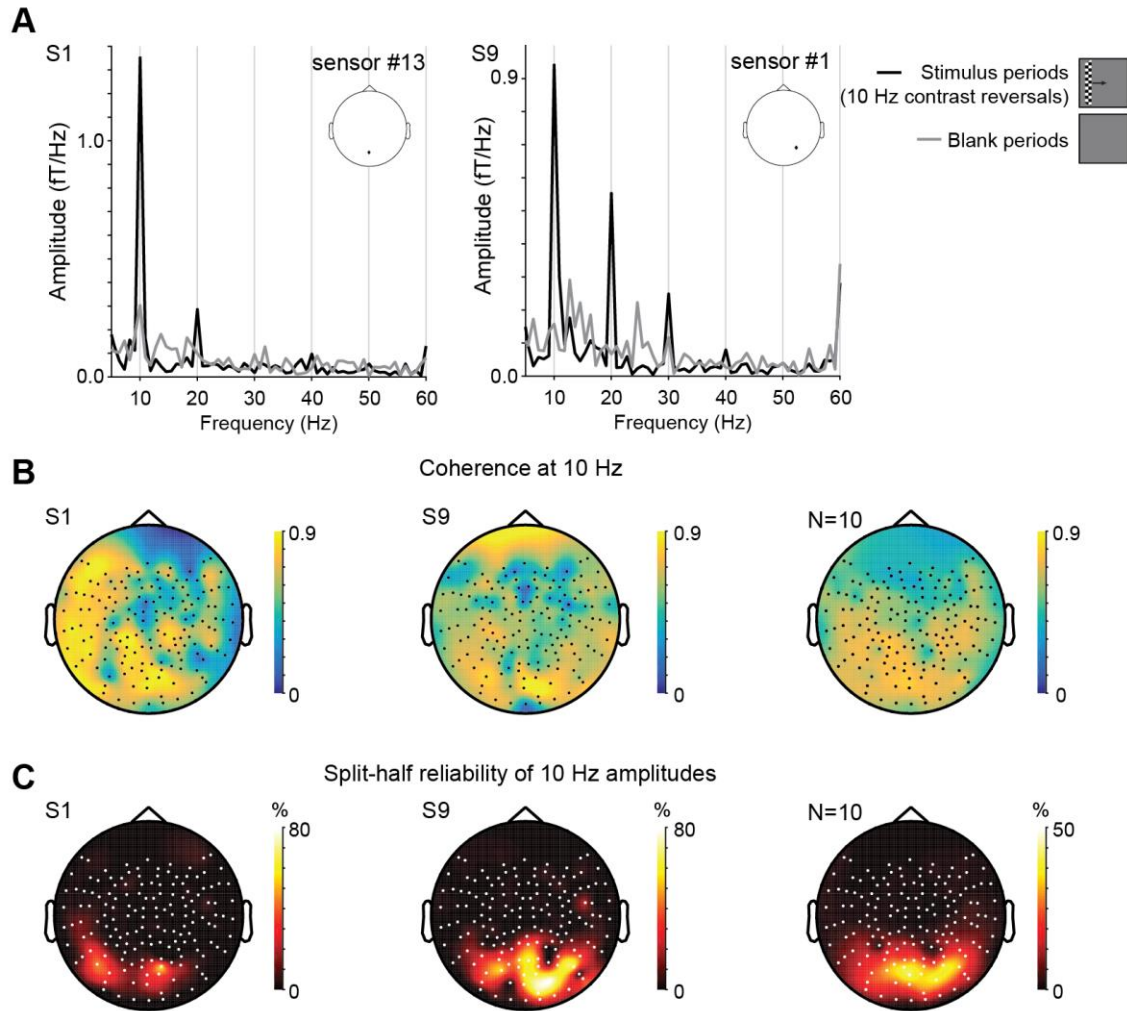 A
S1
sensor #13
Amplitude (fT/Hz)
1.0
0.0
10 20 30 40 50 60
Frequency (Hz)
S9
sensor #1
Amplitude (fT/Hz)
0.9
0.0
10 20 30 40 50 60
Frequency (Hz)
Stimulus periods
(10 Hz contrast reversals)
Blank periods
B
Coherence at 10 Hz
S1
0.9
0
S9
0.9
0
N=10
0.9
0
C
Split-half reliability of 10 Hz amplitudes
S1
%
80
0
S9
%
80
0
N=10
%
50
0